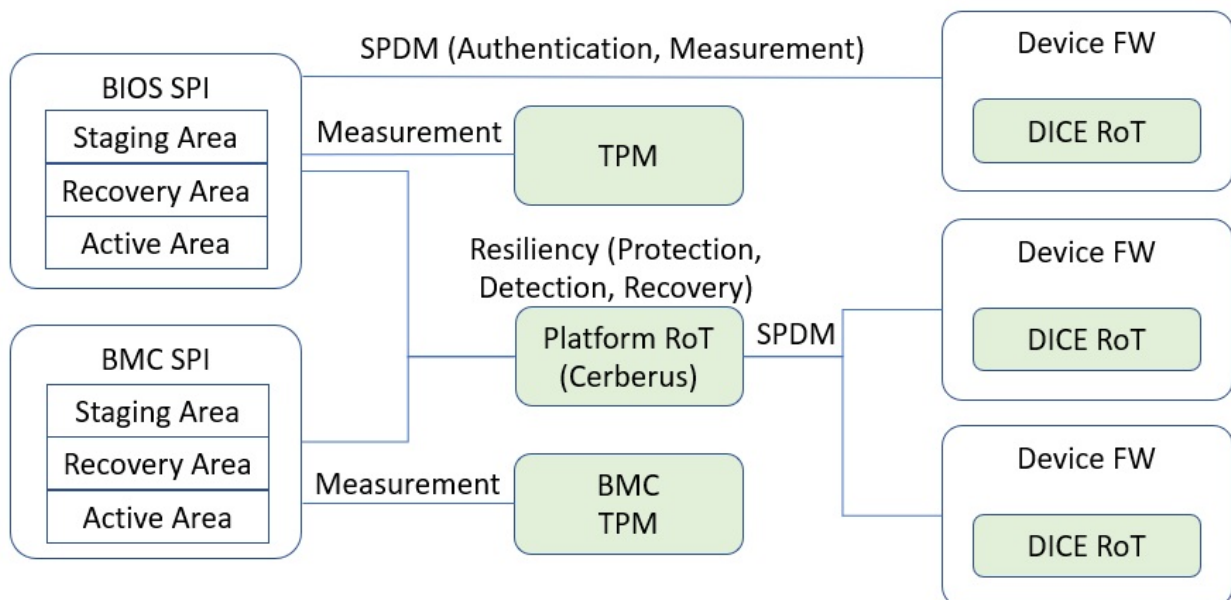 SPDM (Authentication, Measurement)
Device FW
DICE RoT
BIOS SPI
Staging Area
Recovery Area
Active Area
Measurement
TPM
Resiliency (Protection,
Detection, Recovery)
Platform RoT
(Cerberus)
SPDM
Device FW
DICE RoT
BMC SPI
Staging Area
Recovery Area
Active Area
Measurement
BMC
TPM
Device FW
DICE RoT